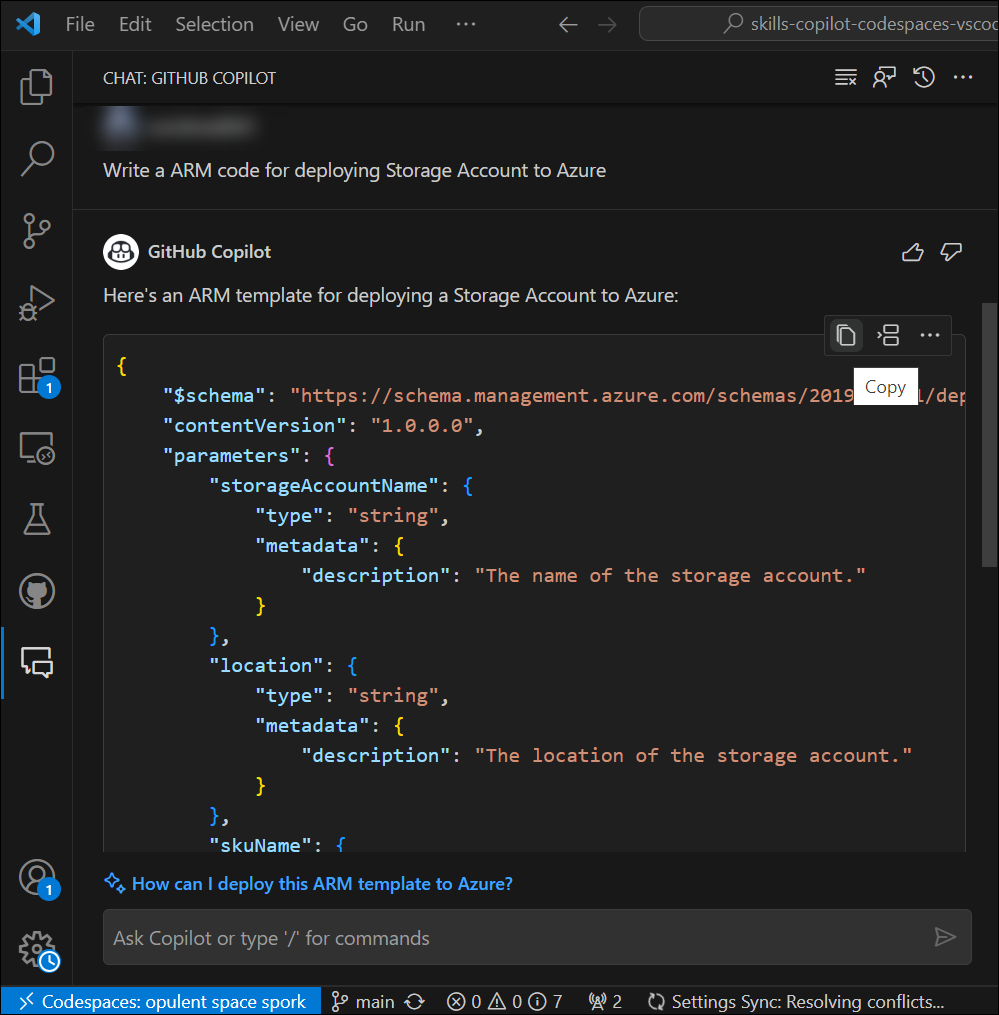 File Edit Selection View Go Run ··· skills-copilot-codespaces-vscod
CHAT: GITHUB COPILOT
Write a ARM code for deploying Storage Account to Azure
GitHub Copilot
Here's an ARM template for deploying a Storage Account to Azure:
Copy
{
"$schema": "https://schema.management.azure.com/schemas/2019 1/dep
"contentVersion": "1.0.0.0",
"parameters": {
"storageAccountName": {
"type": "string",
"metadata": {
"description": "The name of the storage account."
}
},
"location": {
"type": "string",
"metadata": {
"description": "The location of the storage account."
}
},
"skuName": {
1
1
How can I deploy this ARM template to Azure?
Ask Copilot or type '/' for commands
Codespaces: opulent space spork main 0 0 7 2 Settings Sync: Resolving conflicts...